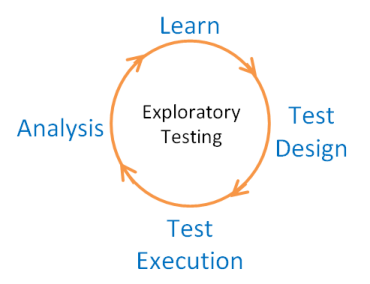 Learn
Exploratory
Testing
Test
Design
Analysis
Test
Execution